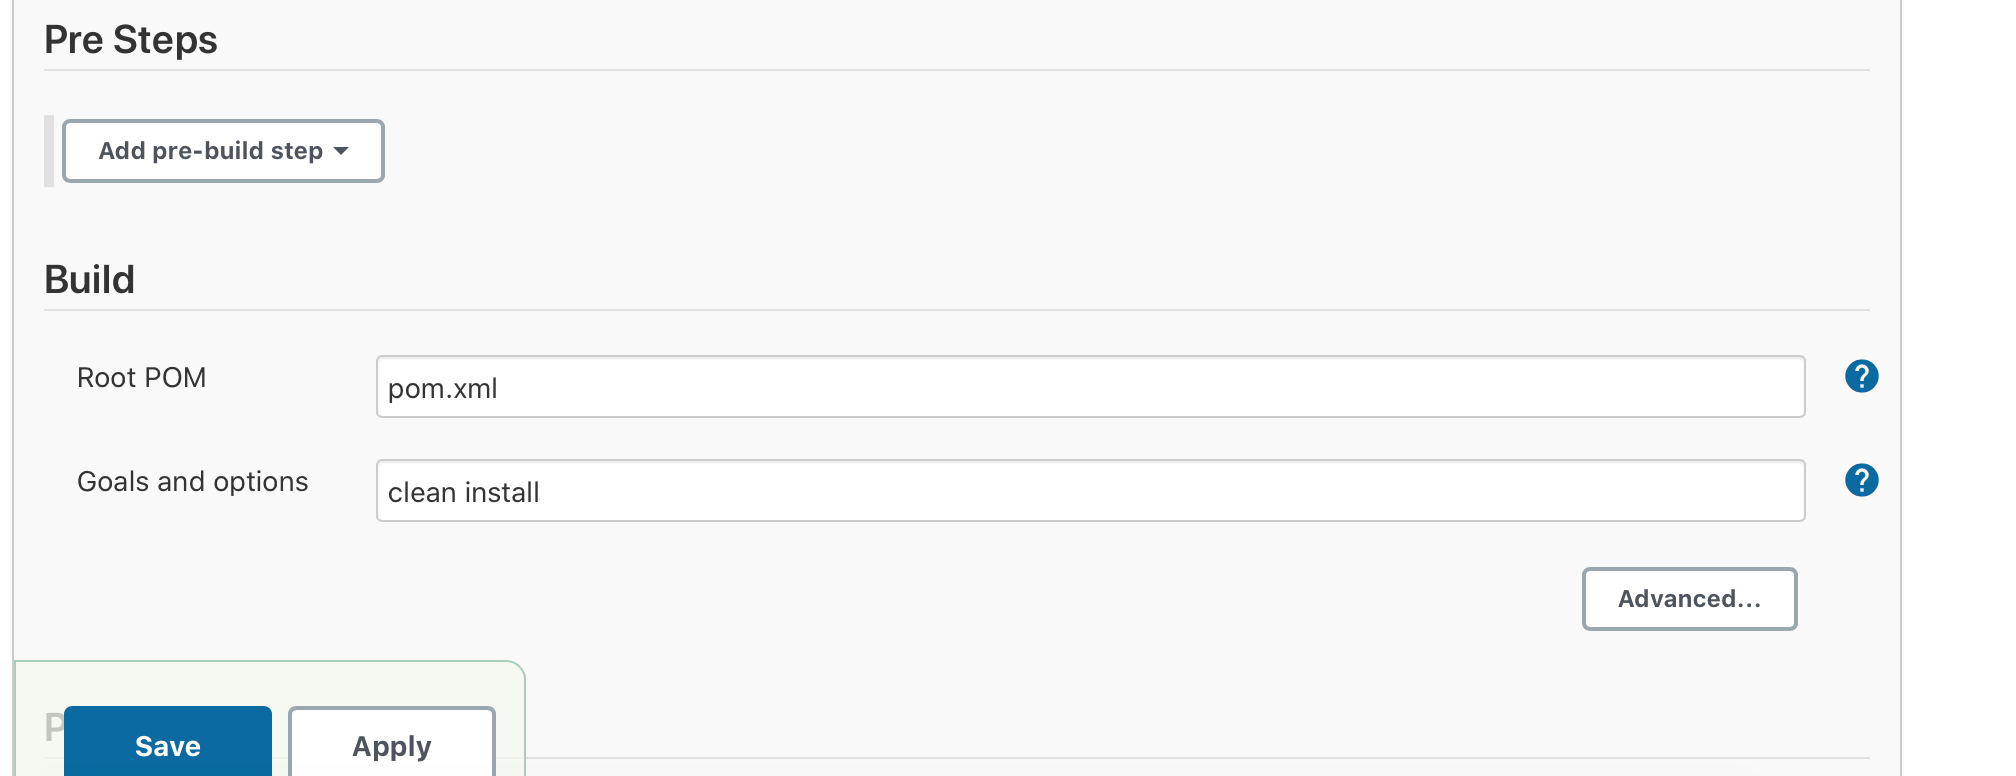 Pre Steps
Add pre-build step
Build
Root POM
pom.xml
?
Goals and options
clean install
?
Advanced...
P
Save
Apply